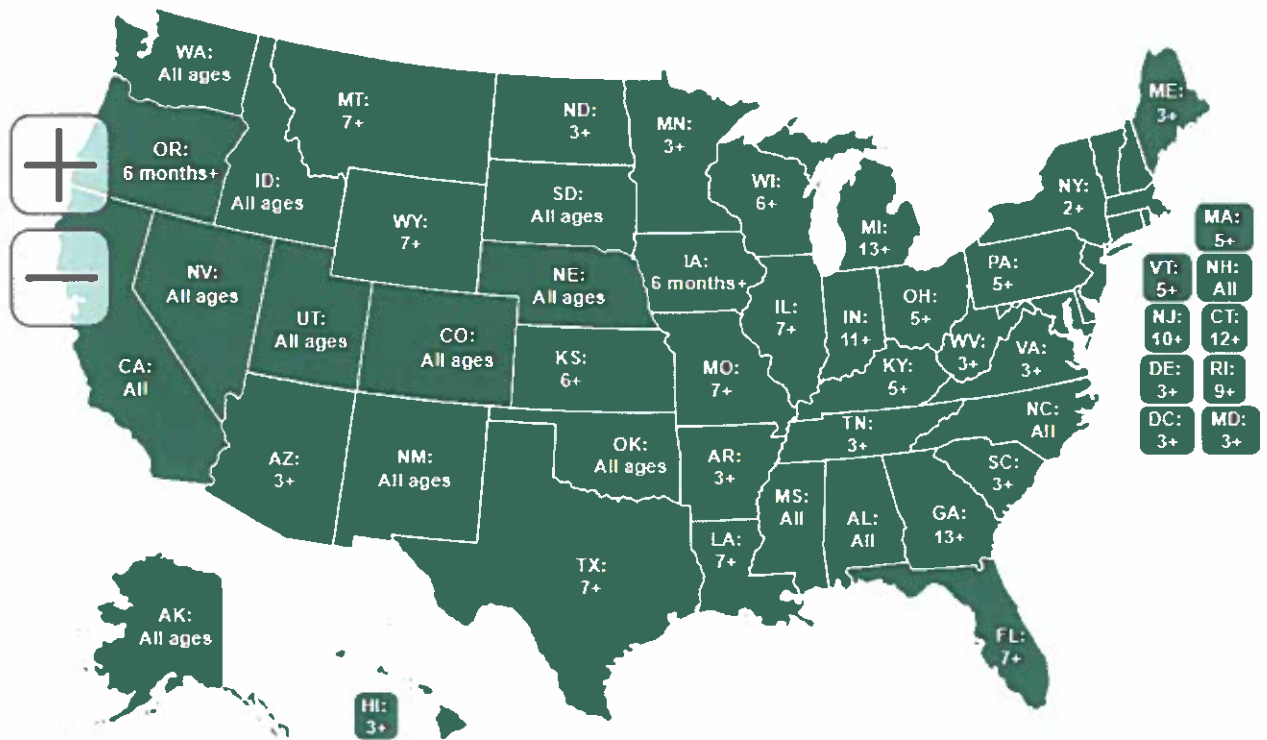 WA:
All ages
MT:
7+
ND:
3+
MN:
3+
ME:
3+
OR:
6 months+
ID:
All ages
WY:
7+
SD:
All ages
WI:
6+
MI:
13+
NY:
2+
MA:
5+
NV:
All ages
UT:
All ages
CO:
All ages
NE:
All ages
IA:
6 months+
IL:
7+
IN:
11+
OH:
5+
PA:
5+
VT:
5+
NH:
All
NJ:
10+
CT:
12+
CA:
All
KS:
6+
MO:
7+
KY:
5+
WV:
3+
VA:
3+
DE:
3+
RI:
9+
DC:
3+
MD:
3+
AZ:
3+
NM:
All ages
OK:
All ages
AR:
3+
TN:
3+
NC:
All
SC:
3+
MS:
All
AL:
All
GA:
13+
TX:
7+
LA:
7+
FL:
7+
AK:
All ages
HI:
3+